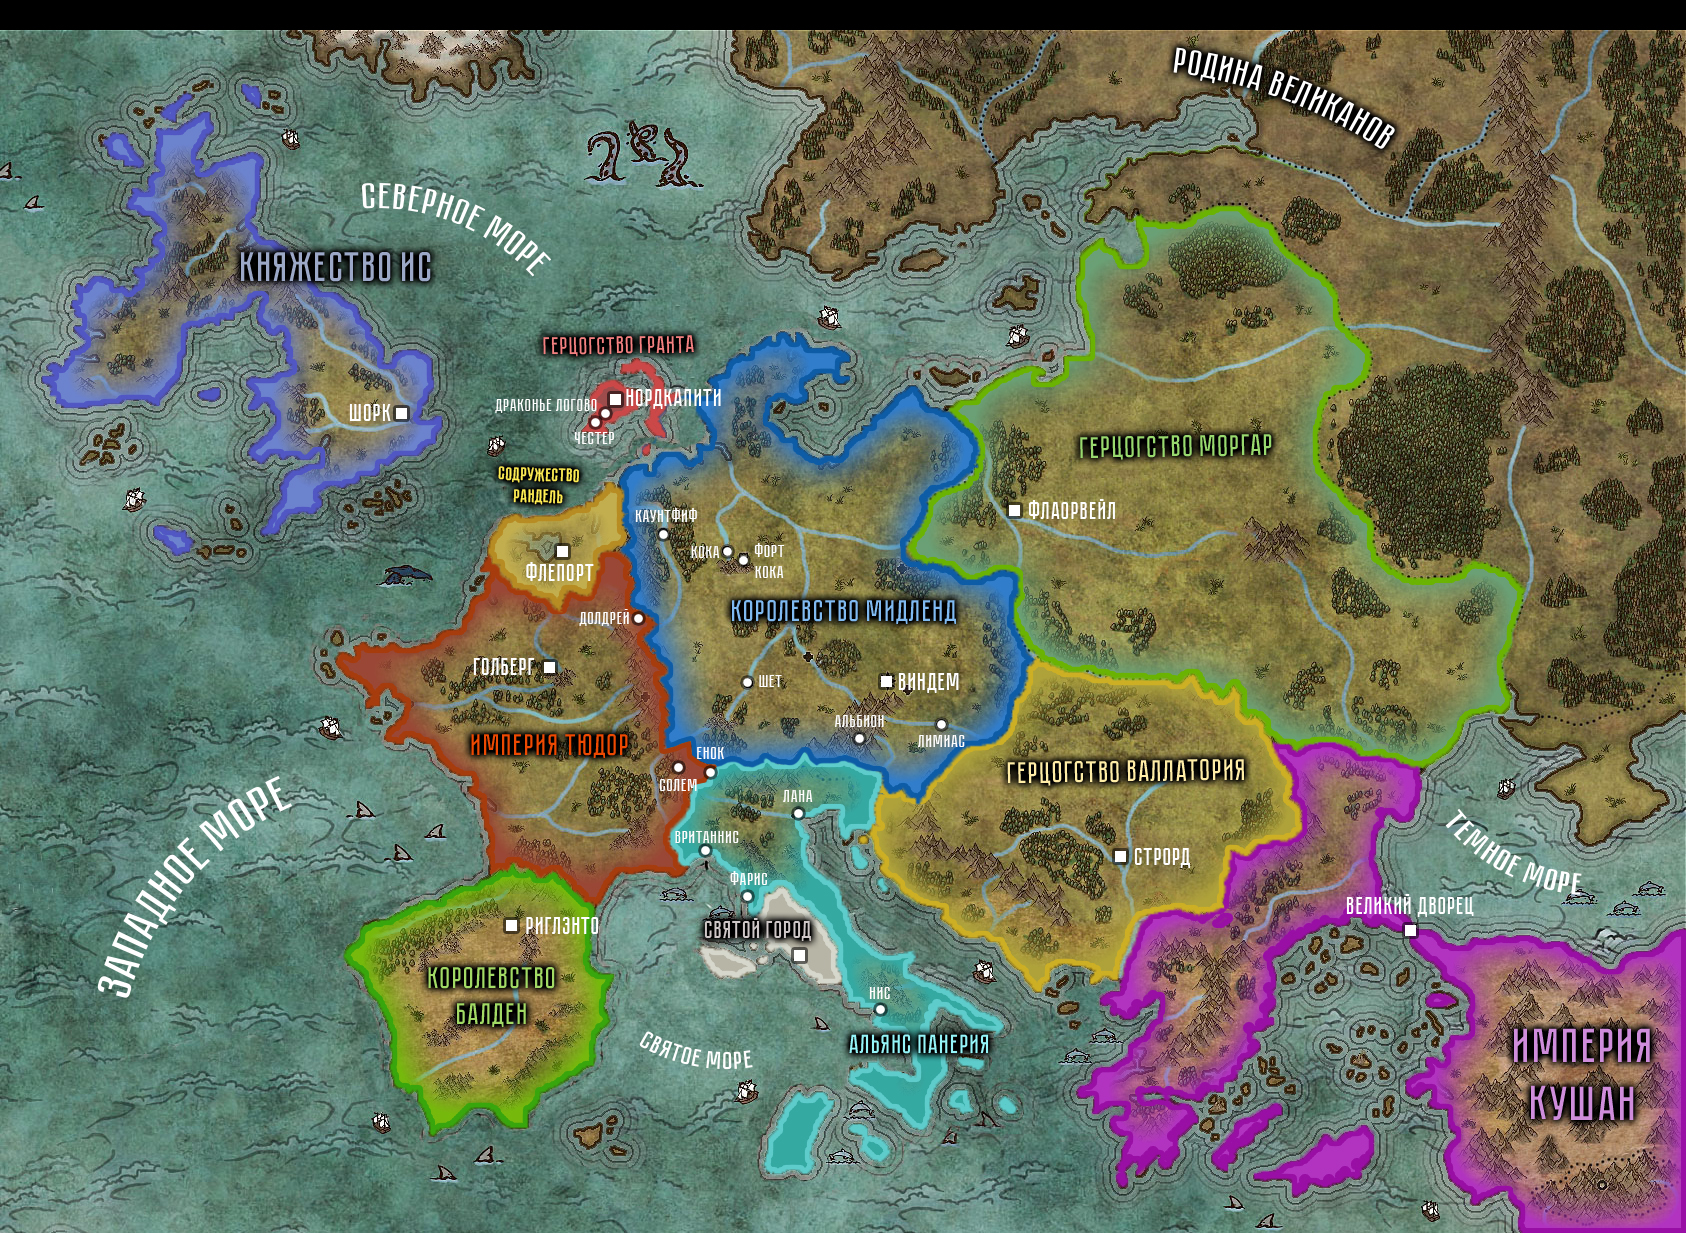 РОДИНА ВЕЛИКАНОВ
СЕВЕРНОЕ МОРЕ
КНЯЖЕСТВО ИС
ШОРК
ГЕРЦОГСТВО ГРАНТА
НОРДКАПИТИ
ДРАКОНЬЕ ЛОГОВО
ЧЕСТЕР
СОДРУЖЕСТВО
РАНДЕЛЬ
ФЛЕПОРТ
КАУНТФИФ
КОКА
ФОРТ
КОКА
ГЕРЦОГСТВО МОРГАР
ФЛАОРВЕЙЛ
КОРОЛЕВСТВО МИДЛЕНД
ДОЛДРЕЙ
ГОЛБЕРГ
ШЕТ
ВИНДЕМ
АЛЬБИОН
ЛИМИАС
ИМПЕРИЯ ТЮДОР
ЕНОК
СОЛЕМ
ГЕРЦОГСТВО ВАЛЛАТОРИЯ
ЛАНА
ВРИТАННИС
ФАРИС
СТРОРД
ЗАПАДНОЕ МОРЕ
ТЕМНОЕ МОРЕ
ВЕЛИКИЙ ДВОРЕЦ
РИГЛЭНТО
СВЯТОЙ ГОРОД
КОРОЛЕВСТВО
БАЛДЕН
НИС
СВЯТОЕ МОРЕ
АЛЬЯНС ПАНЕРИЯ
ИМПЕРИЯ
КУШАН